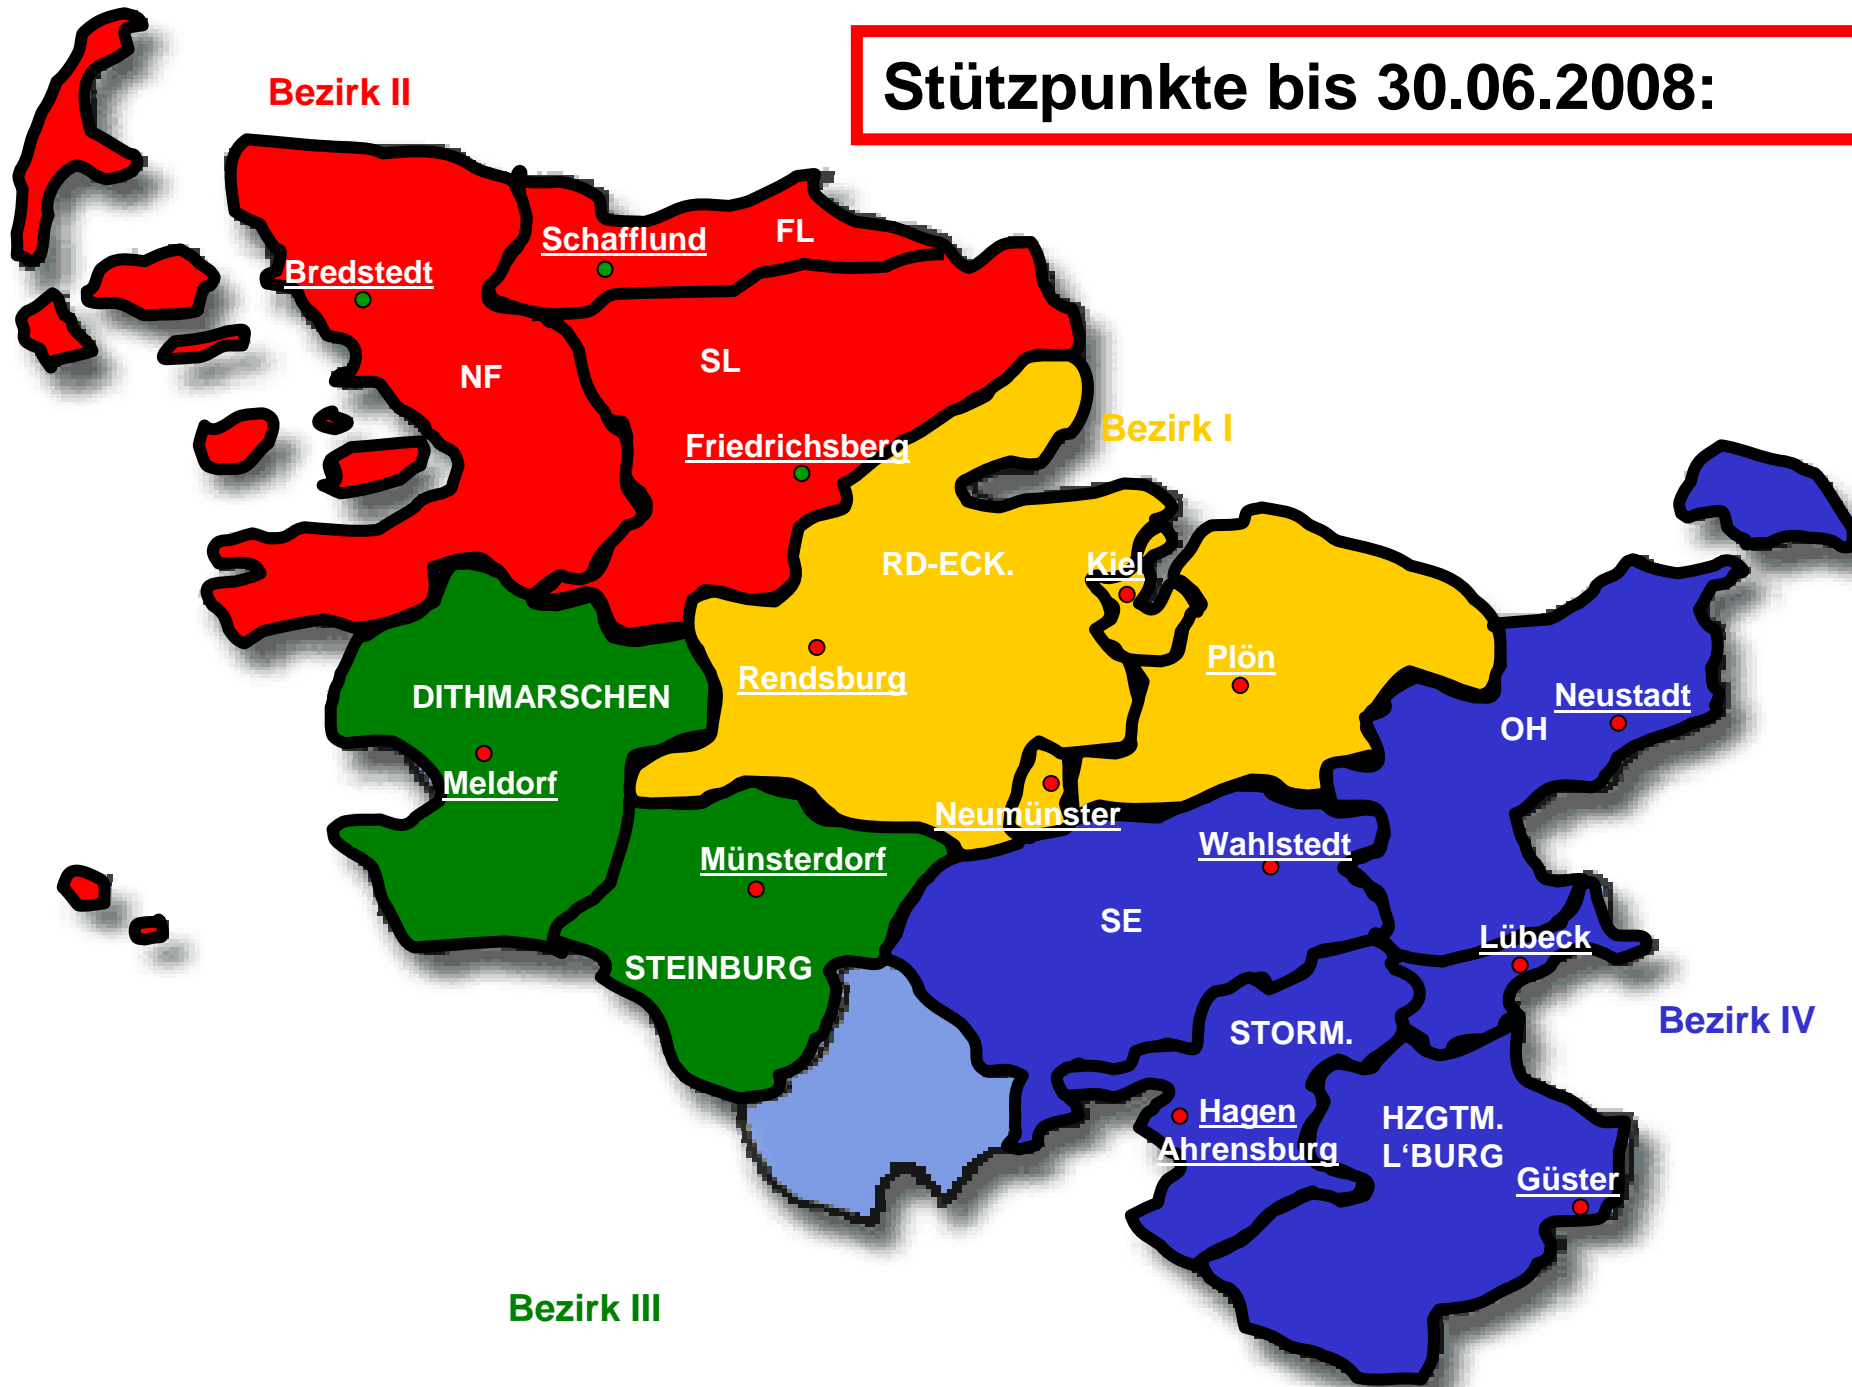 Stützpunkte bis 30.06.2008:
Bezirk II
Schafflund
FL
Bredstedt
NF
SL
Friedrichsberg
Bezirk I
RD-ECK.
Kiel
Rendsburg
Plön
DITHMARSCHEN
Neustadt
OH
Meldorf
Neumünster
Münsterdorf
Wahlstedt
SE
Lübeck
STEINBURG
Bezirk IV
STORM.
Hagen
Ahrensburg
HZGTM.
L‘BURG
Güster
Bezirk III